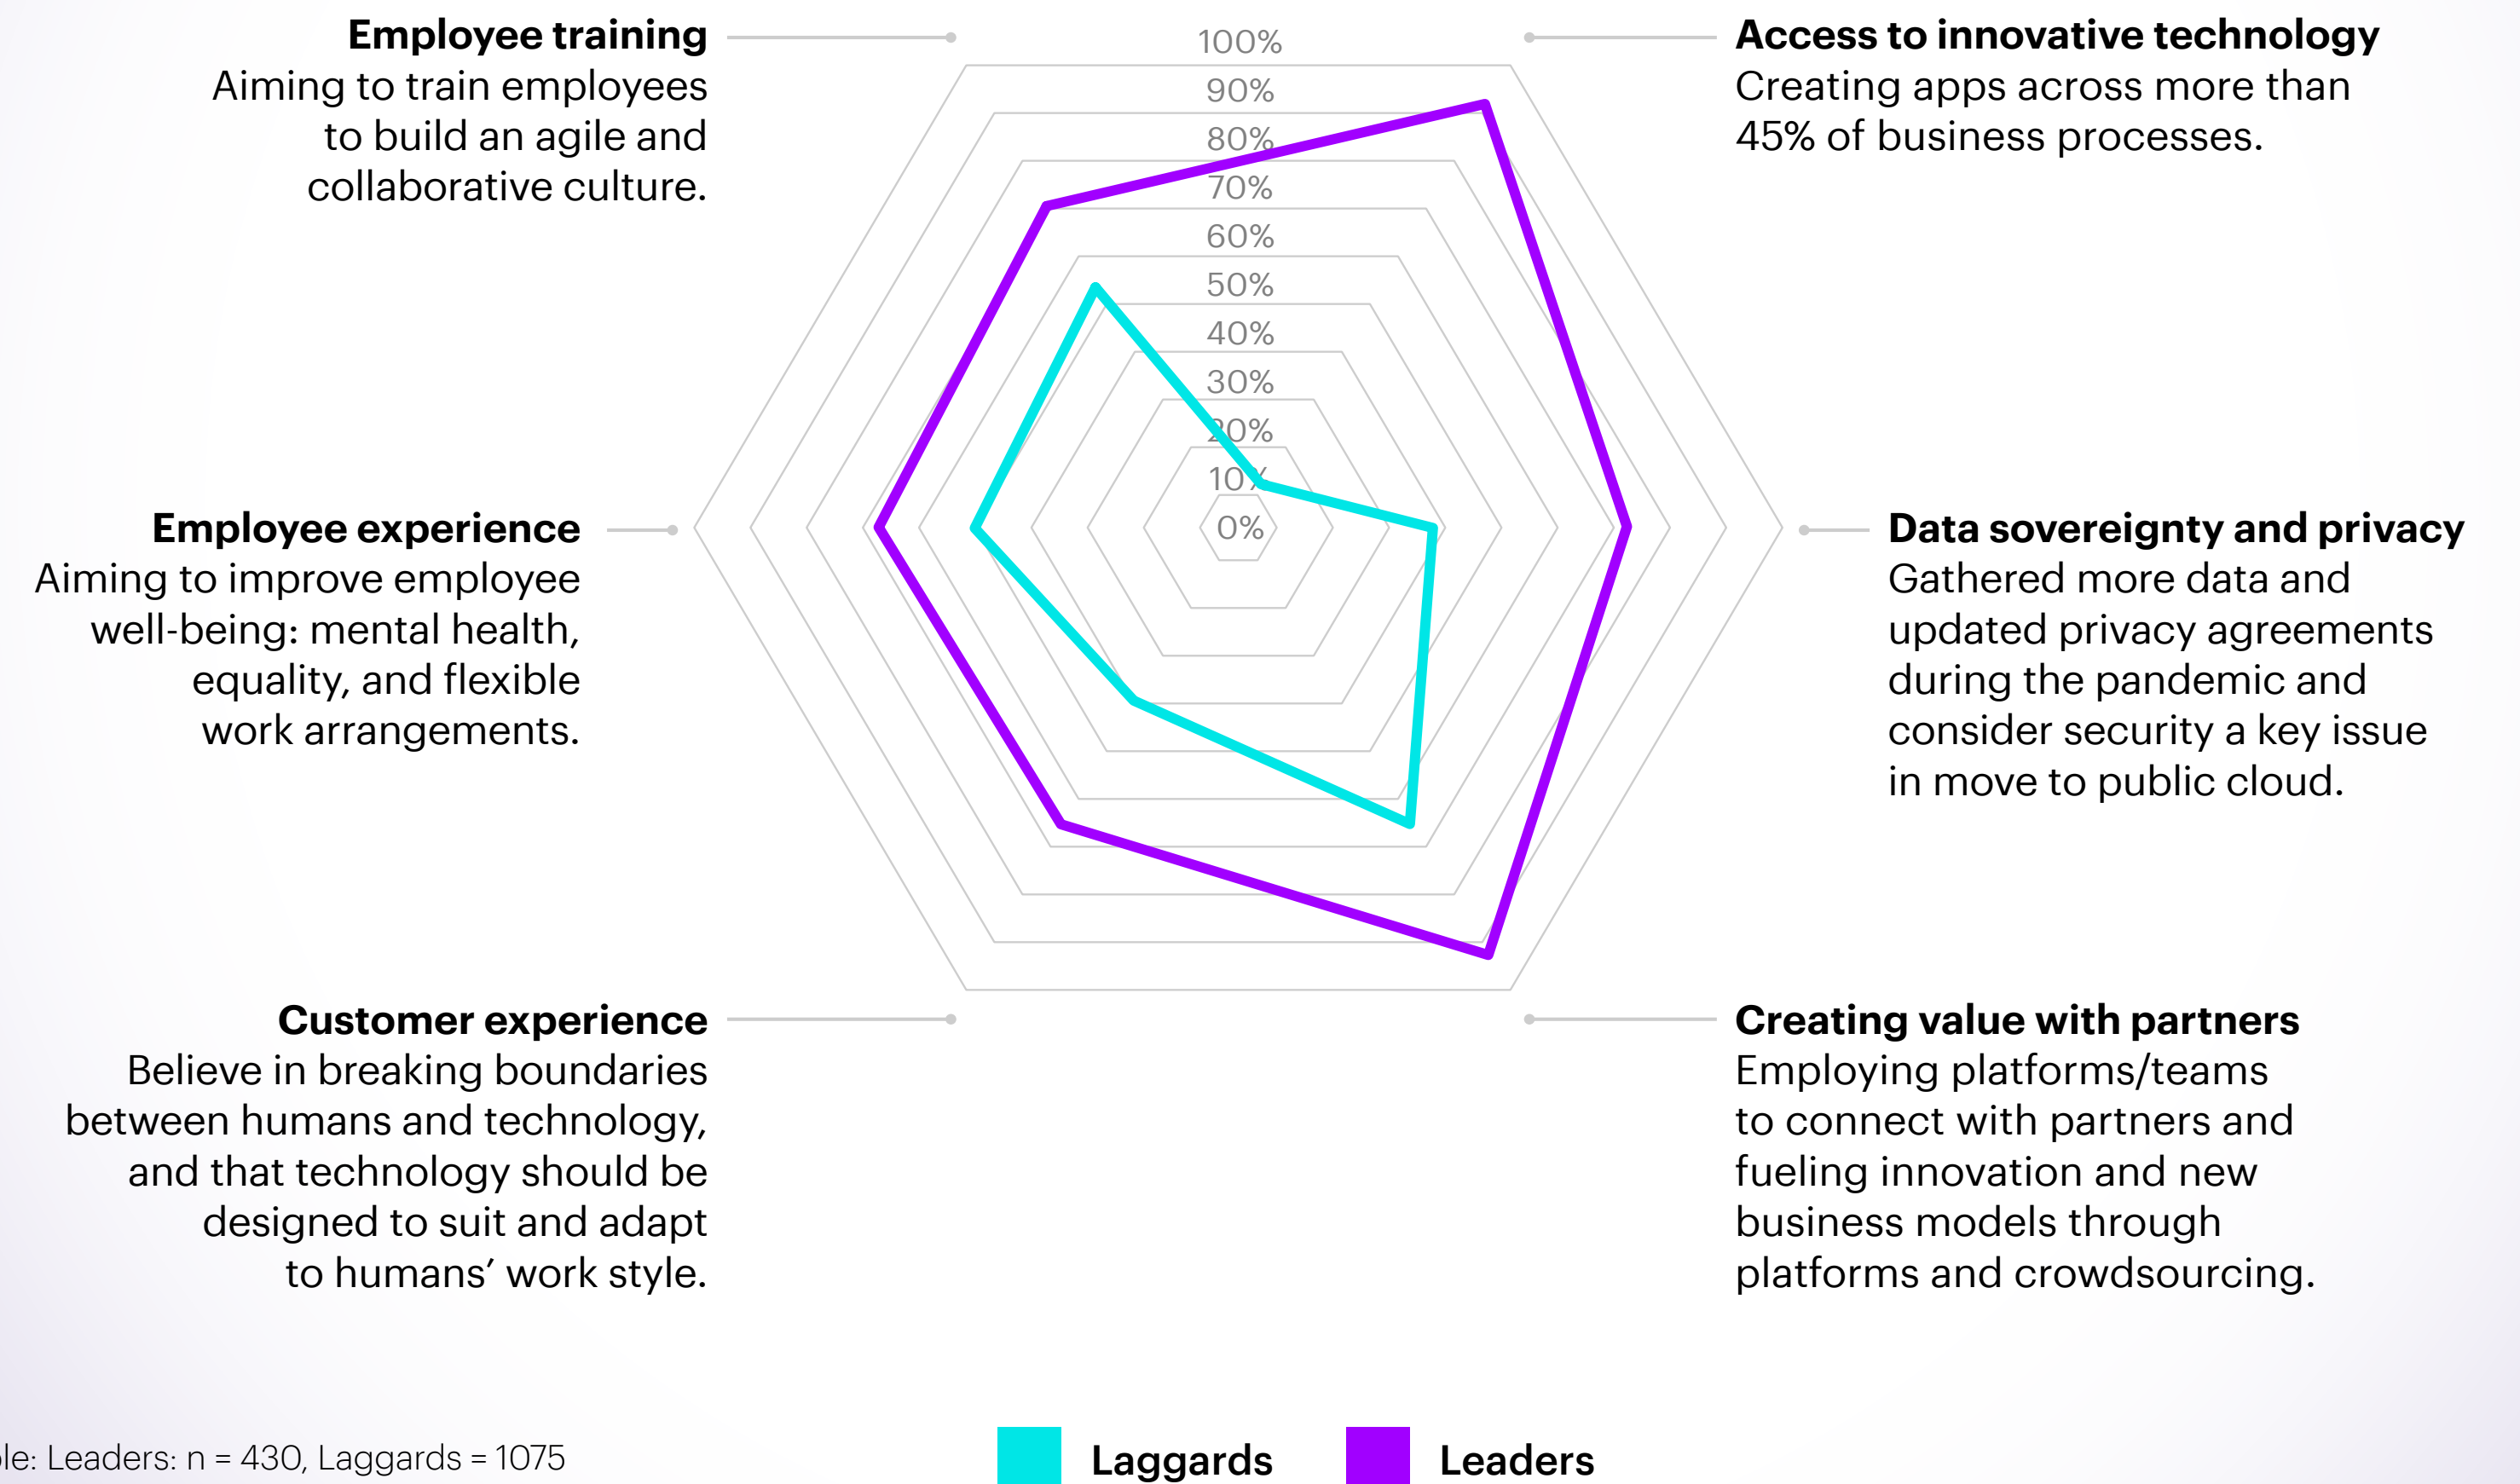 Employee training
Aiming to train employees
to build an agile and
collaborative culture.
100%
90%
80%
70%
60%
50%
40%
30%
20%
10%
0%
Access to innovative technology
Creating apps across more than
45% of business processes.
Employee experience
Aiming to improve employee
well-being: mental health,
equality, and flexible
work arrangements.
Data sovereignty and privacy
Gathered more data and
updated privacy agreements
during the pandemic and
consider security a key issue
in move to public cloud.
Customer experience
Believe in breaking boundaries
between humans and technology,
and that technology should be
designed to suit and adapt
to humans’ work style.
Creating value with partners
Employing platforms/teams
to connect with partners and
fueling innovation and new
business models through
platforms and crowdsourcing.
Leaders: n = 430, Laggards = 1075
Laggards
Leaders